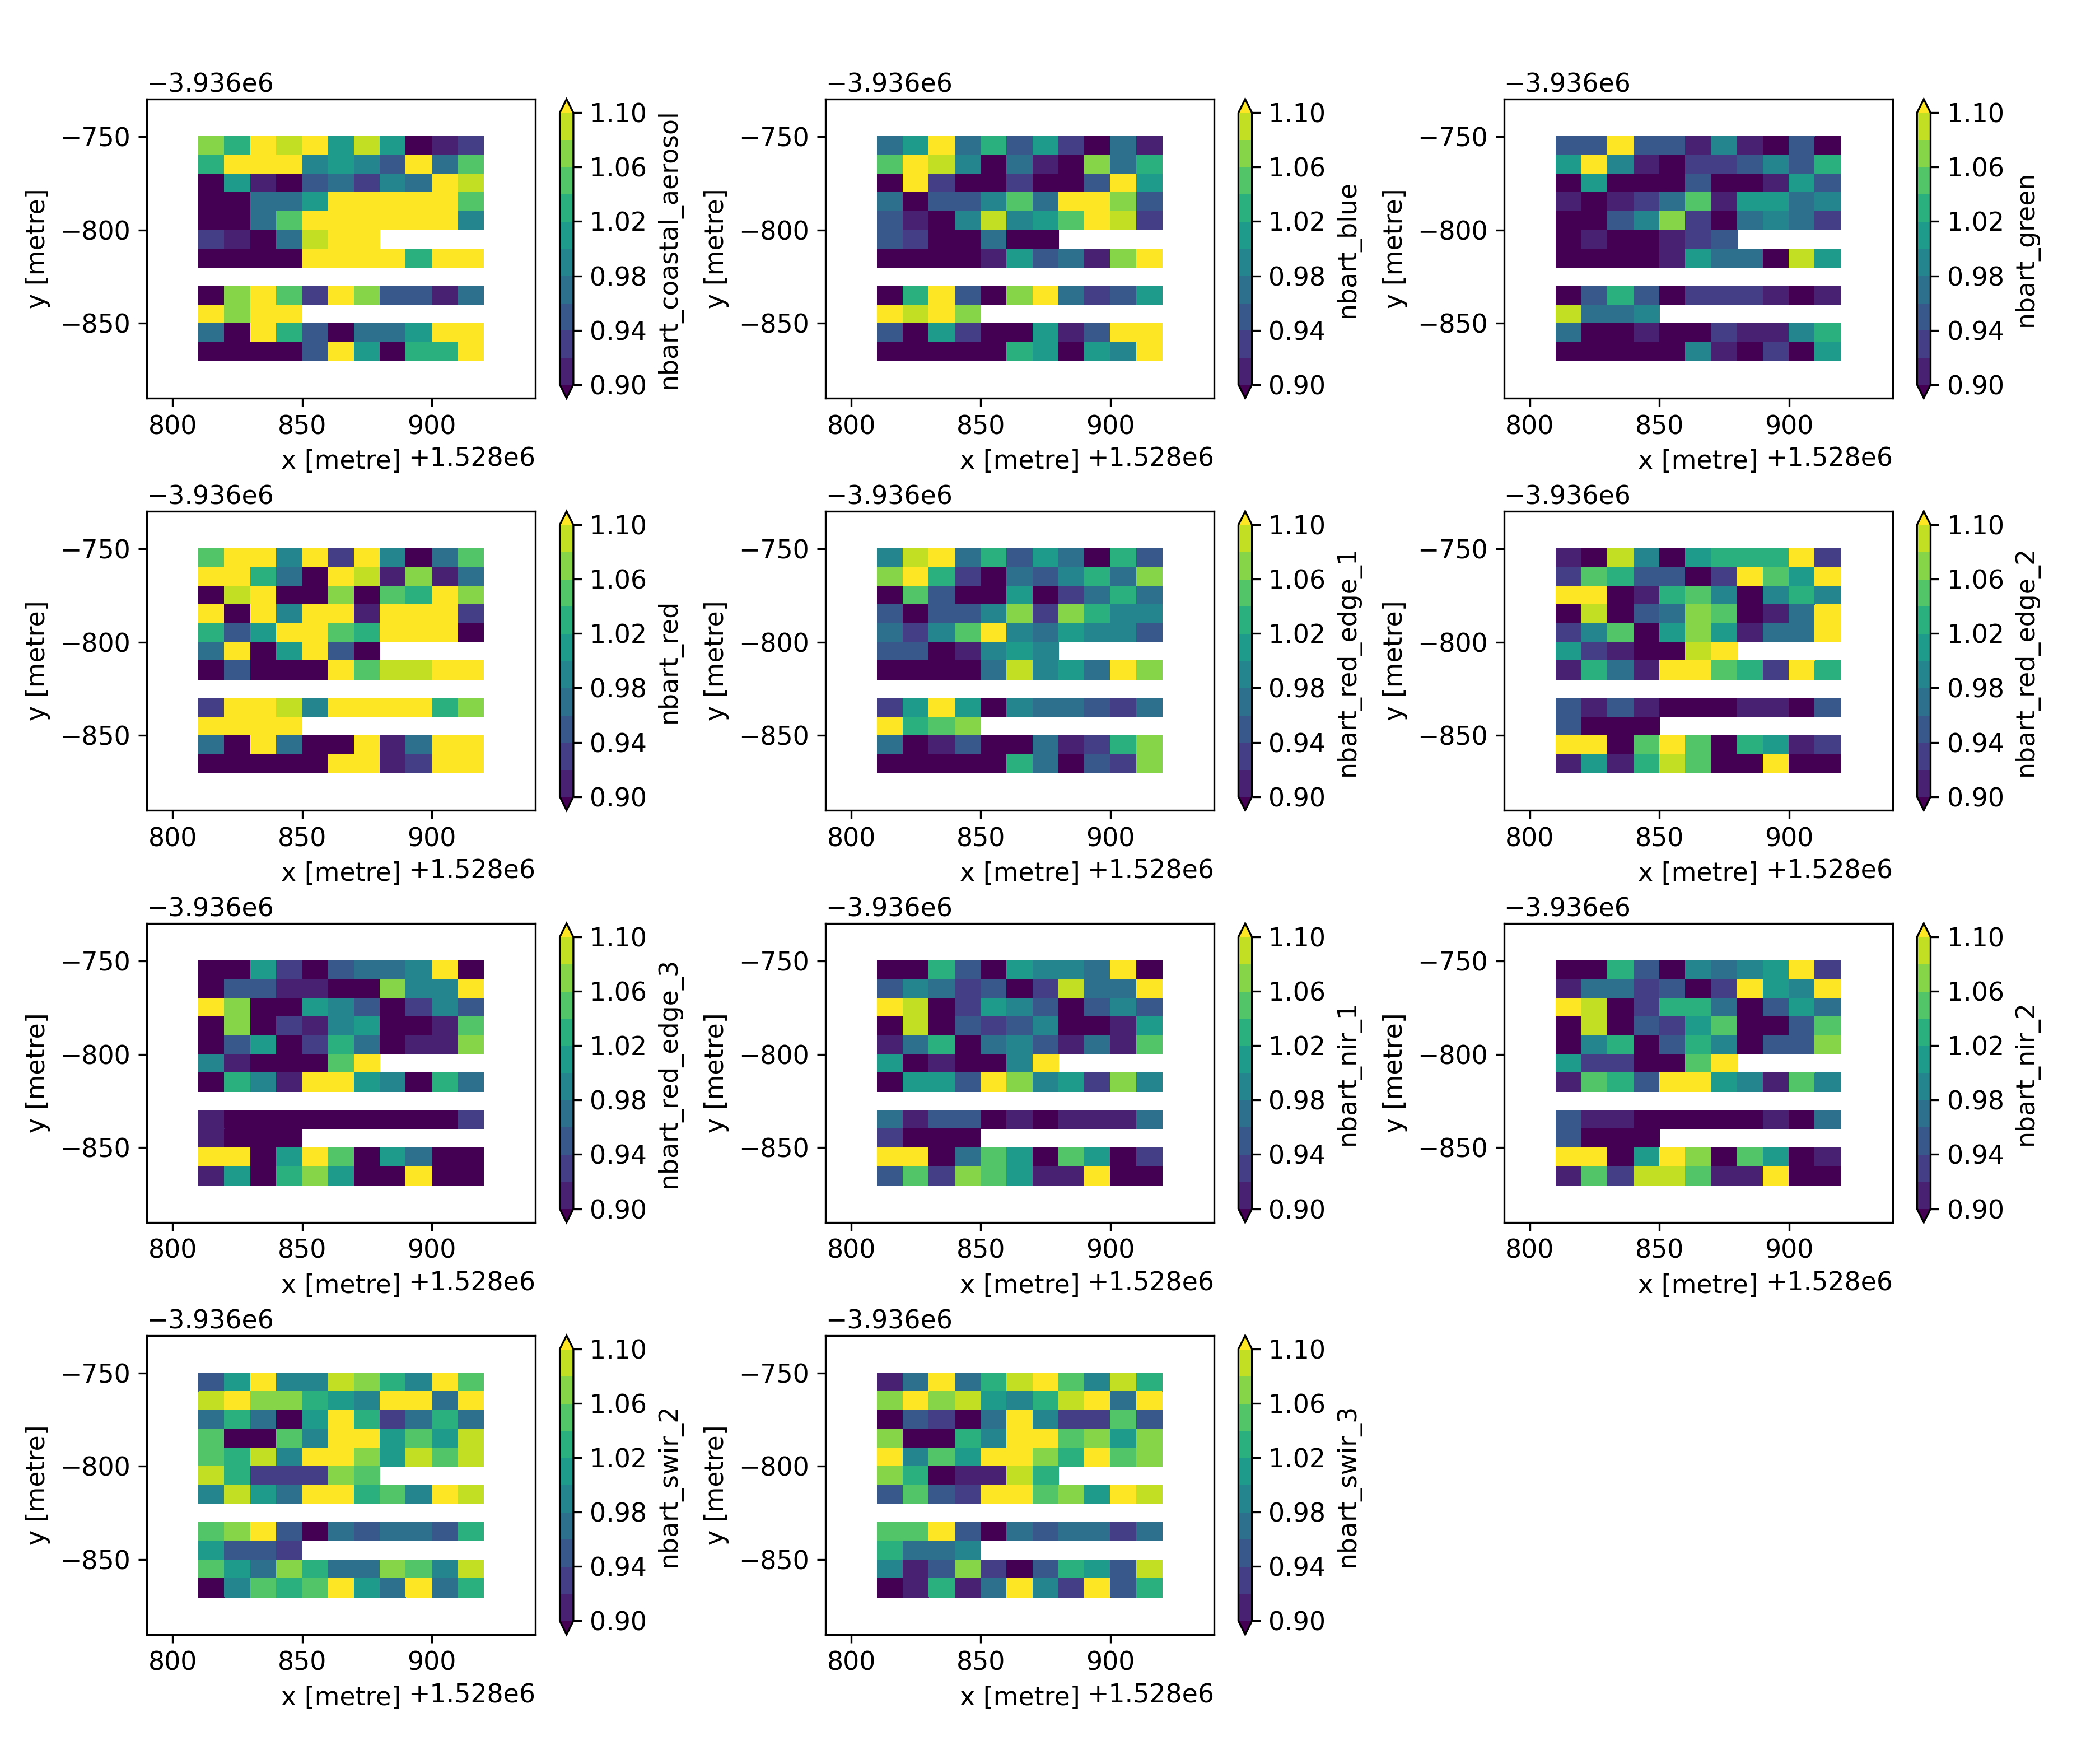 −3.936e6
−750
−800
−850
y [metre]
800 850 900
x [metre] +1.528e6
1.10
1.06
1.02
0.98
0.94
0.90
nbart_coastal_aerosol
−3.936e6
−750
−800
−850
y [metre]
800 850 900
x [metre]
1.10
1.06
1.02
0.98
0.94
0.90
nbart_blue
−3.936e6
−750
−800
−850
y [metre]
800 850 900
x [metre] +1.528e6
1.10
1.06
1.02
0.98
0.94
0.90
nbart_green
−3.936e6
−750
−800
−850
y [metre]
800 850 900
x [metre] +1.528e6
1.10
1.06
1.02
0.98
0.94
0.90
nbart_red
−3.936e6
−750
−800
−850
y [metre]
800 850 900
x [metre] +1.528e6
1.10
1.06
1.02
0.98
0.94
0.90
nbart_red_edge_1
−3.936e6
−750
−800
−850
y [metre]
800 850 900
x [metre] +1.528e6
1.10
1.06
1.02
0.98
0.94
0.90
nbart_red_edge_2
−3.936e6
−750
−800
−850
y [metre]
800 850 900
x [metre] +1.528e6
1.10
1.06
1.02
0.98
0.94
0.90
nbart_red_edge_3
−3.936e6
−750
−800
−850
y [metre]
800 850 900
x [metre] +1.528e6
1.10
1.06
1.02
0.98
0.94
0.90
nbart_nir_1
−3.936e6
−750
−800
−850
y [metre]
800 850 900
x [metre] +1.528e6
1.10
1.06
1.02
0.98
0.94
0.90
nbart_nir_2
−3.936e6
−750
−800
−850
y [metre]
800 850 900
x [metre] +1.528e6
1.10
1.06
1.02
0.98
0.94
0.90
nbart_swir_2
−3.936e6
−750
−800
−850
y [metre]
800 850 900
x [metre] +1.528e6
1.10
1.06
1.02
0.98
0.94
0.90
nbart_swir_3